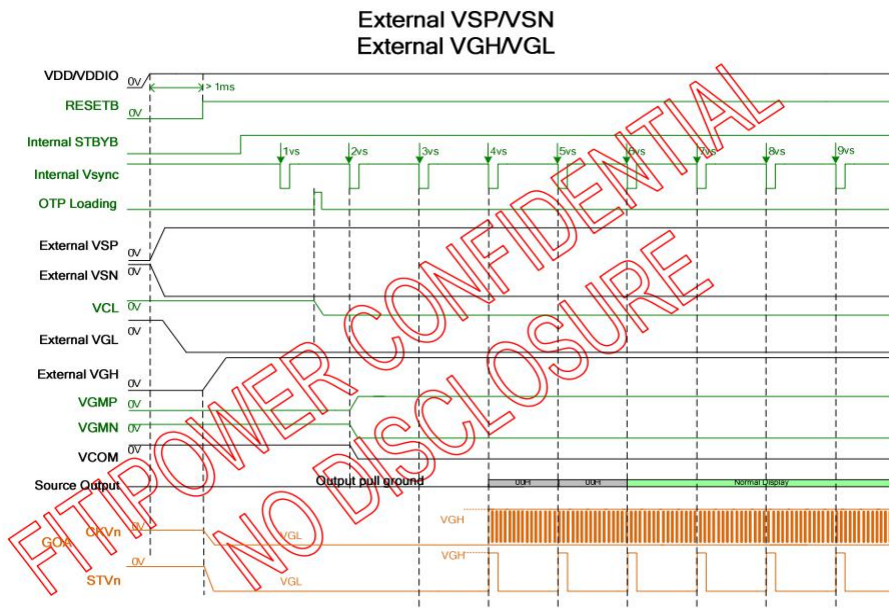 External VSP/VSN
External VGH/VGL
VDD/VDDIO 0V
> 1ms
RESETB 0V
Internal STBYB
1vs 2vs 3vs 4vs 5vs 6vs 7vs 8vs 9vs
Internal Vsync
OTP Loading
External VSP 0V
External VSN 0V
VCL 0V
External VGL 0V
External VGH 0V
VGMP 0V
VGMN 0V
VCOM 0V
Source Output Output pull ground 00H 00H Normal Display
VGH
GOA CKVn 0V VGL
VGH
STVn 0V VGL
FITIPOWER CONFIDENTIAL
NO DISCLOSURE